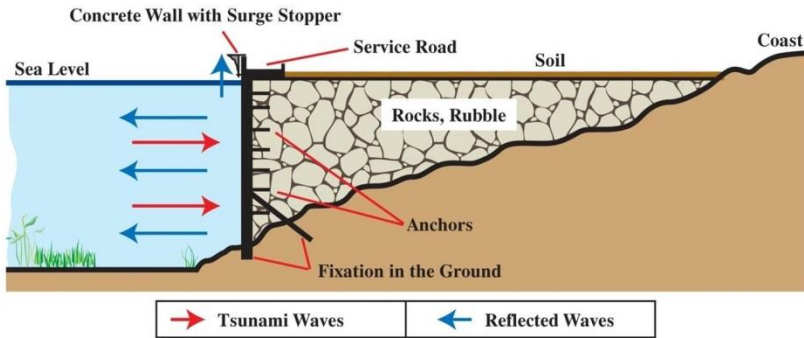 Concrete Wall with Surge Stopper
Service Road
Coast
Sea Level
Soil
Rocks, Rubble
Anchors
Fixation in the Ground
Tsunami Waves
Reflected Waves